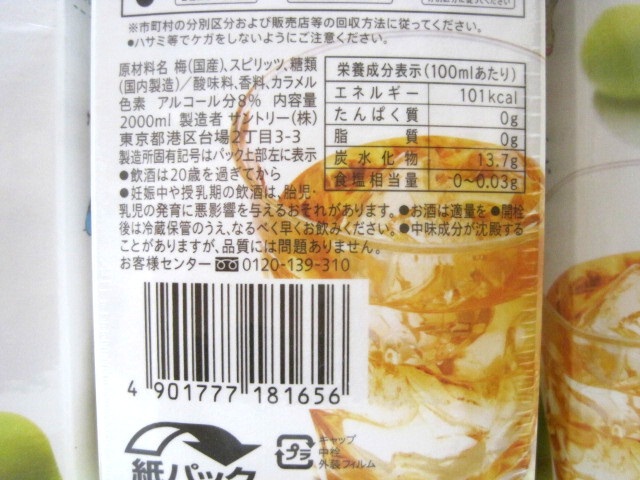 ※市町村の分別区分および販売店等の回収方法に従ってください。
※ハサミ等でケガをしないようにご注意ください。
原材料名 梅(国産)、スピリッツ、糖類
(国内製造)／酸味料、香料、カラメル
色素 アルコール分8% 内容量
2000ml 製造者 サントリー(株)
東京都港区台場2丁目3-3
製造所固有記号はパック上部左に表示
●飲酒は20歳を過ぎてから
●妊娠中や授乳期の飲酒は、胎児・
乳児の発育に悪影響を与えるおそれがあります。●お酒は適量を ●開栓
後は冷蔵保管のうえ、なるべく早くお飲みください。●中味成分が沈殿する
ことがありますが、品質には問題ありません。
お客様センター 0120-139-310
栄養成分表示(100mlあたり)
エネルギー 101kcal
たんぱく質 0g
脂質 0g
炭水化物 13.7g
食塩相当量 0~0.03g
4 901777 181656
紙パック
プラ
キャップ
中栓
外装フィルム